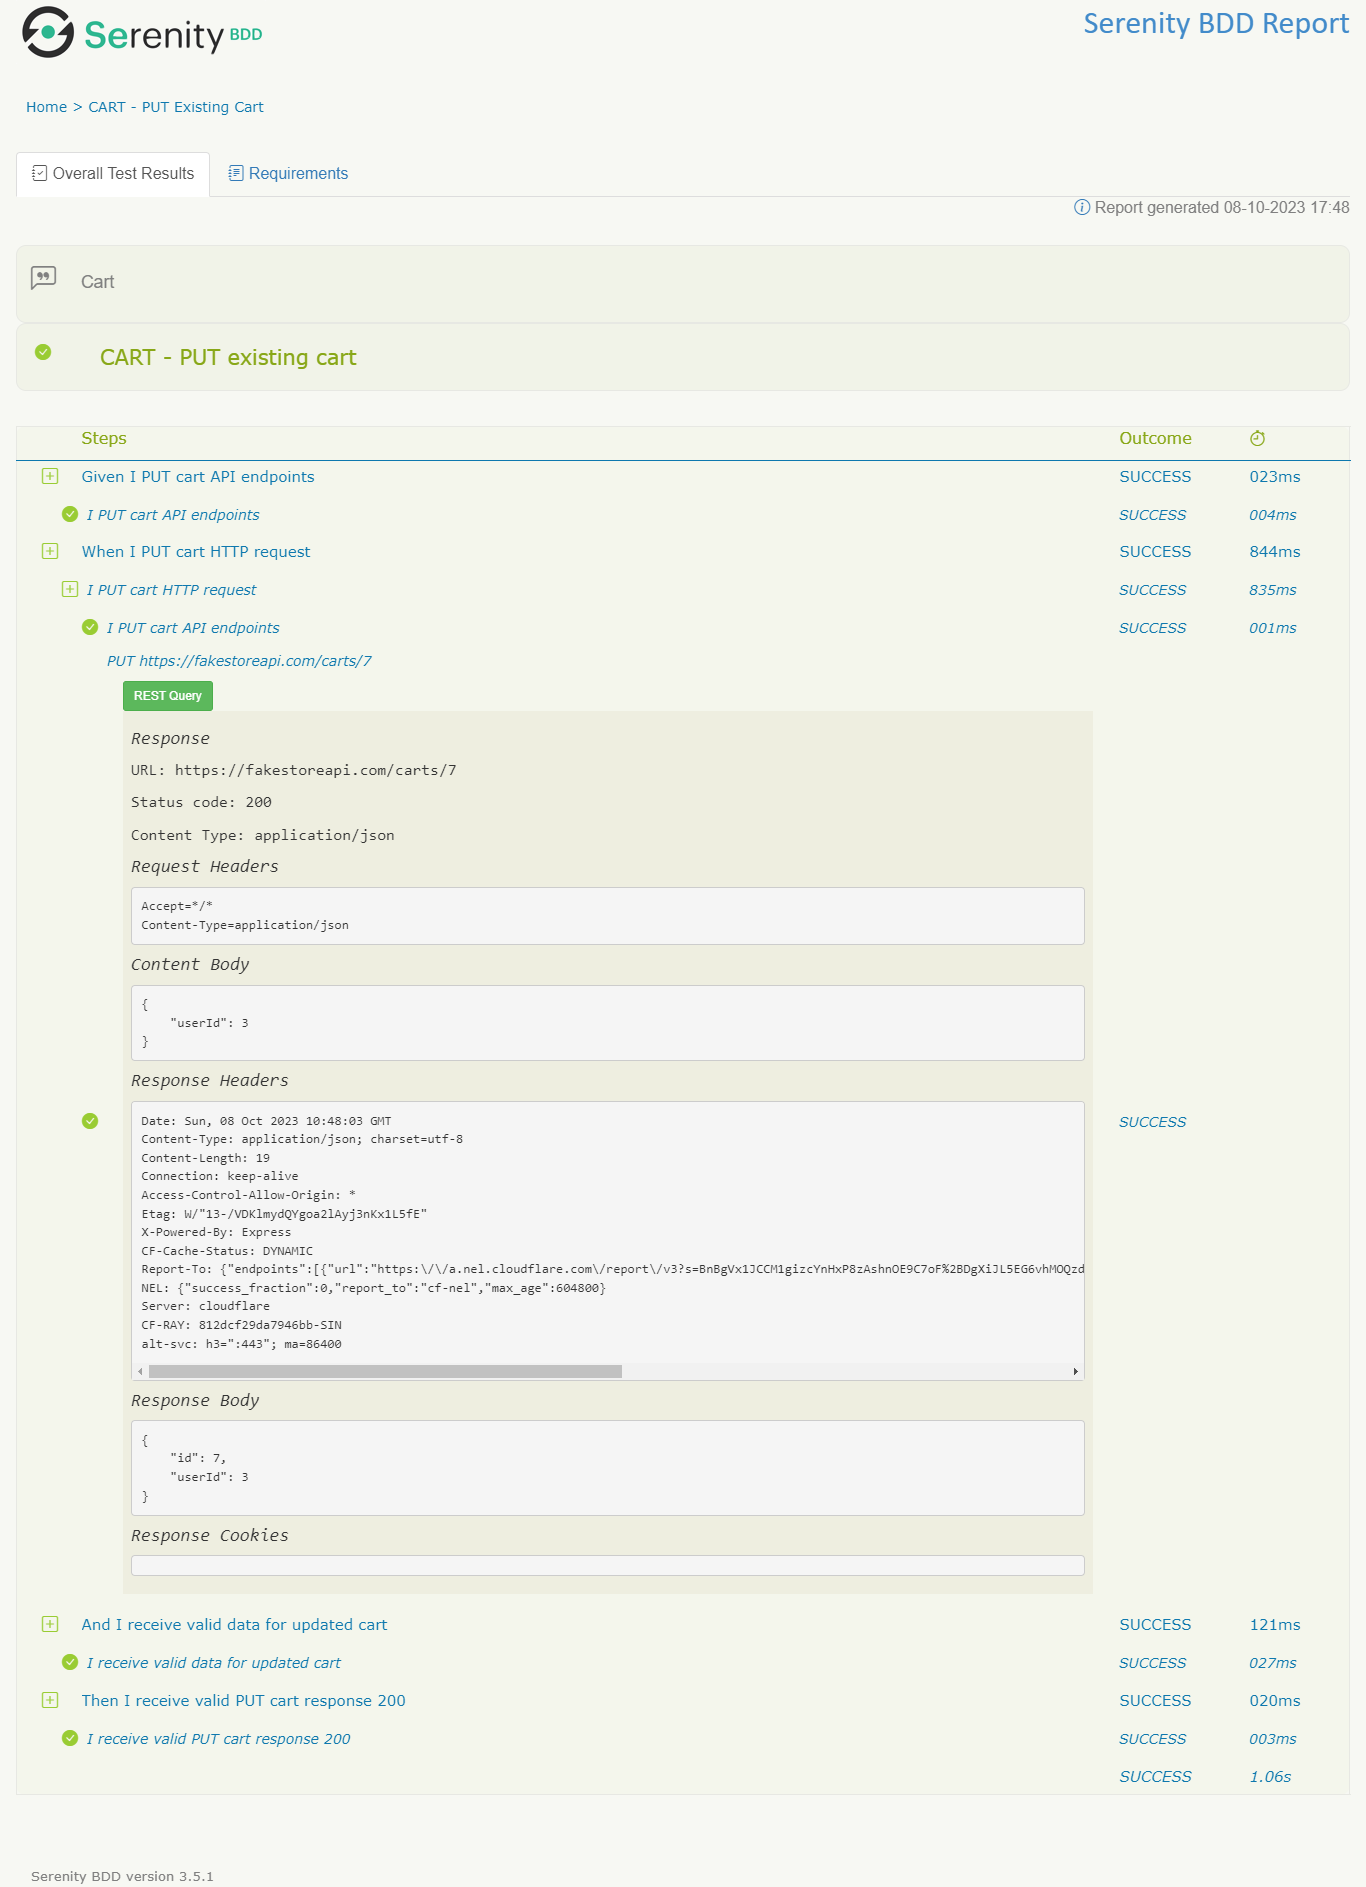 Serenity BDD
Serenity BDD Report
Home > CART - PUT Existing Cart
Overall Test Results
Requirements
Report generated 08-10-2023 17:48
Cart
CART - PUT existing cart
Steps Outcome
Given I PUT cart API endpoints SUCCESS 023ms
I PUT cart API endpoints SUCCESS 004ms
When I PUT cart HTTP request SUCCESS 844ms
I PUT cart HTTP request SUCCESS 835ms
I PUT cart API endpoints SUCCESS 001ms
PUT https://fakestoreapi.com/carts/7
REST Query
Response
URL: https://fakestoreapi.com/carts/7
Status code: 200
Content Type: application/json
Request Headers
Accept=*/*
Content-Type=application/json
Content Body
{
    "userId": 3
}
Response Headers
Date: Sun, 08 Oct 2023 10:48:03 GMT
SUCCESS
Content-Type: application/json; charset=utf-8
Content-Length: 19
Connection: keep-alive
Access-Control-Allow-Origin: *
Etag: W/"13-/VDKlmydQYgoa2lAyj3nKx1L5fE"
X-Powered-By: Express
CF-Cache-Status: DYNAMIC
Report-To: {"endpoints":[{"url":"https:\/\/a.nel.cloudflare.com\/report\/v3?s=BnBgVx1JCCM1gizcYnHxP8zAshnOE9C7oF%2BDgXiJL5EG6vhMOQzd
NEL: {"success_fraction":0,"report_to":"cf-nel","max_age":604800}
Server: cloudflare
CF-RAY: 812dcf29da7946bb-SIN
alt-svc: h3=":443"; ma=86400
Response Body
{
    "id": 7,
    "userId": 3
}
Response Cookies
And I receive valid data for updated cart SUCCESS 121ms
I receive valid data for updated cart SUCCESS 027ms
Then I receive valid PUT cart response 200 SUCCESS 020ms
I receive valid PUT cart response 200 SUCCESS 003ms
SUCCESS 1.06s
Serenity BDD version 3.5.1